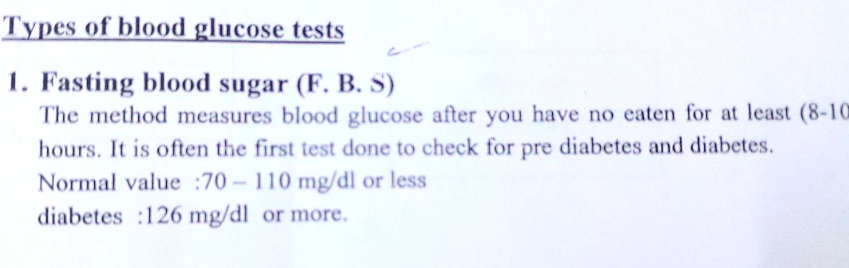 Types of blood glucose tests
1. Fasting blood sugar (F. B. S)
The method measures blood glucose after you have no eaten for at least (8-10
hours. It is often the first test done to check for pre diabetes and diabetes.
Normal value :70 – 110 mg/dl or less
diabetes :126 mg/dl or more.